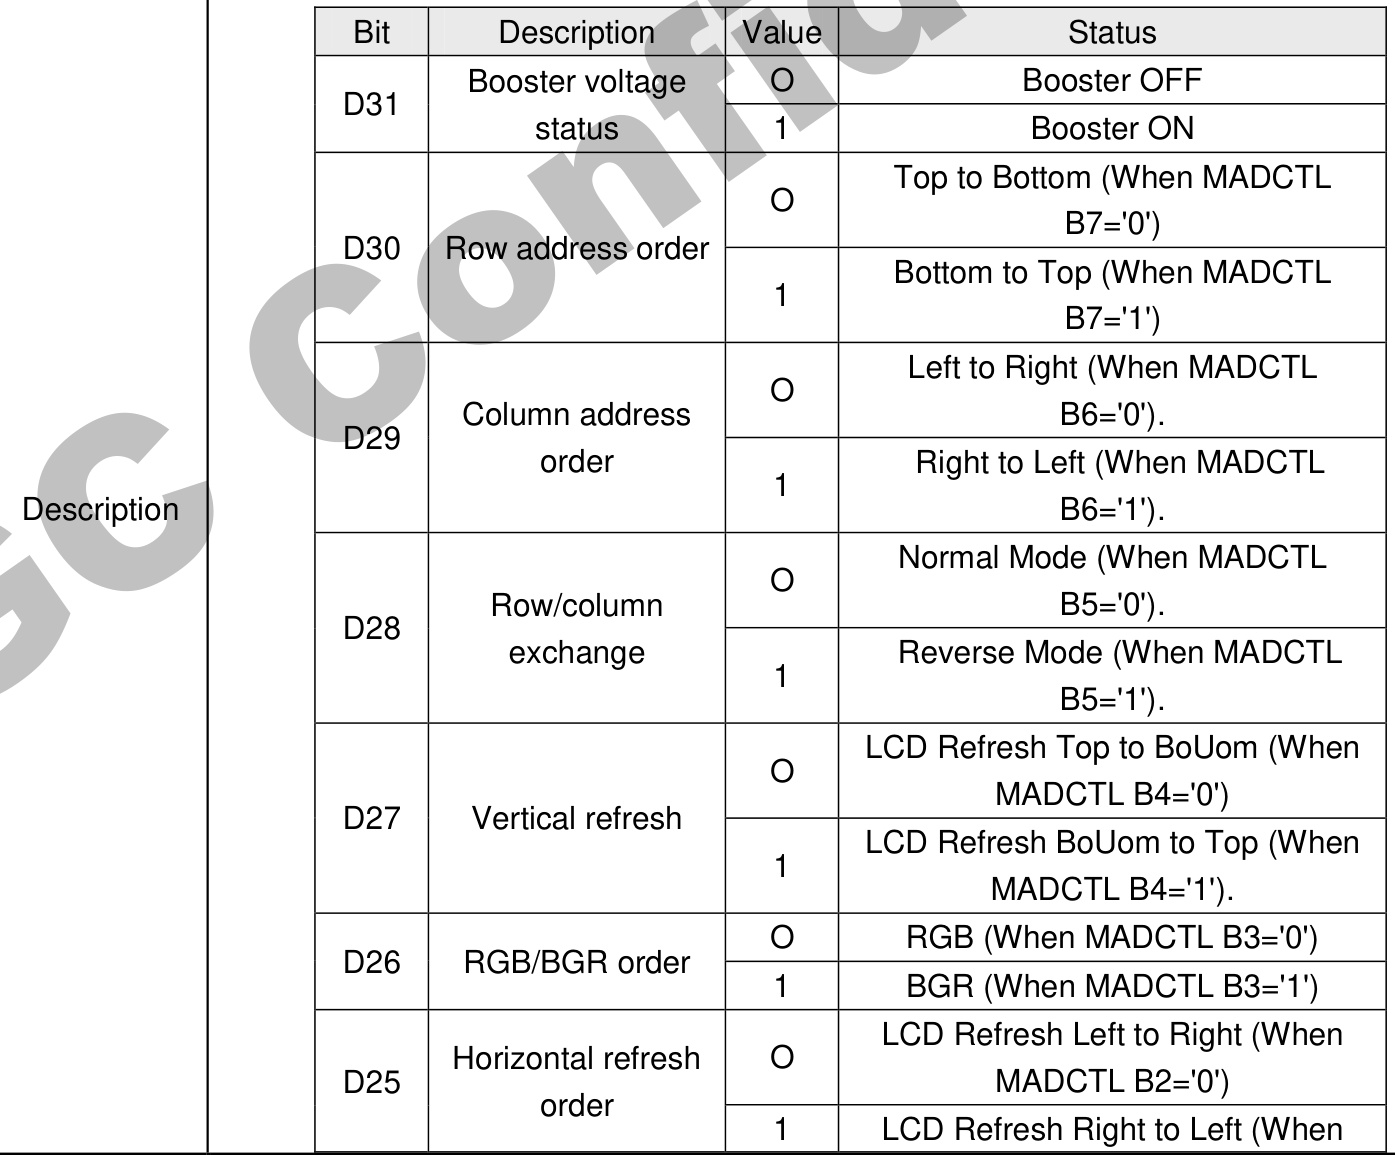 Bit Description Value Status
D31 Booster voltage status O Booster OFF
1 Booster ON
D30 Row address order O Top to Bottom (When MADCTL
B7='0')
1 Bottom to Top (When MADCTL
B7='1')
D29 Column address order O Left to Right (When MADCTL
B6='0').
1 Right to Left (When MADCTL
B6='1').
Description
D28 Row/column exchange O Normal Mode (When MADCTL
B5='0').
1 Reverse Mode (When MADCTL
B5='1').
D27 Vertical refresh O LCD Refresh Top to BoUom (When
MADCTL B4='0')
1 LCD Refresh BoUom to Top (When
MADCTL B4='1').
D26 RGB/BGR order O RGB (When MADCTL B3='0')
1 BGR (When MADCTL B3='1')
D25 Horizontal refresh order O LCD Refresh Left to Right (When
MADCTL B2='0')
1 LCD Refresh Right to Left (When